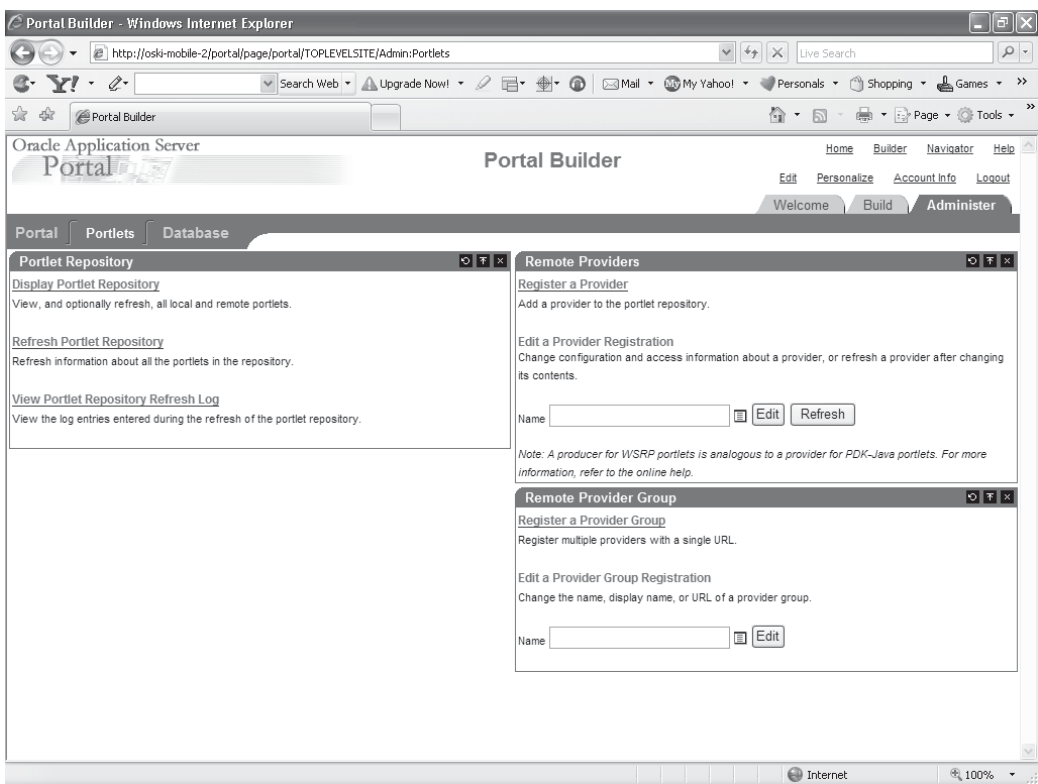 Portal Builder - Windows Internet Explorer
http://oski-mobile-2/portal/page/portal/TOPLEVELSITE/Admin:Portlets
Live Search
Y! Search Web Upgrade Now! Mail My Yahoo! Personals Shopping Games »
Portal Builder
Page Tools »
Oracle Application Server
Portal
Portal Builder
Home Builder Navigator Help
Edit Personalize Account Info Logout
Welcome Build Administer
Portal Portlets Database
Portlet Repository
Display Portlet Repository
View, and optionally refresh, all local and remote portlets.
Refresh Portlet Repository
Refresh information about all the portlets in the repository.
View Portlet Repository Refresh Log
View the log entries entered during the refresh of the portlet repository.
Remote Providers
Register a Provider
Add a provider to the portlet repository.
Edit a Provider Registration
Change configuration and access information about a provider, or refresh a provider after changing
its contents.
Name Edit Refresh
Note: A producer for WSRP portlets is analogous to a provider for PDK-Java portlets. For more
information, refer to the online help.
Remote Provider Group
Register a Provider Group
Register multiple providers with a single URL.
Edit a Provider Group Registration
Change the name, display name, or URL of a provider group.
Name Edit
Internet 100%